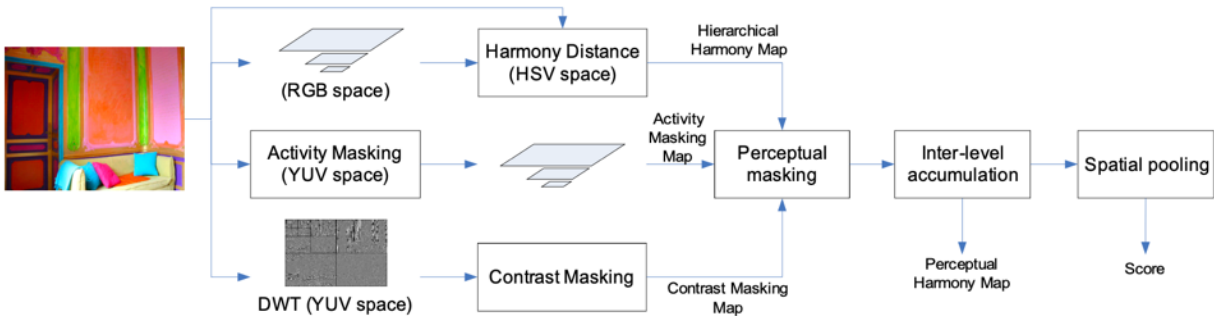 (RGB space)
Harmony Distance
(HSV space)
Hierarchical
Harmony Map
Activity Masking
(YUV space)
Activity
Masking
Map
Perceptual
masking
Inter-level
accumulation
Spatial pooling
DWT (YUV space)
Contrast Masking
Contrast Masking
Map
Perceptual
Harmony Map
Score